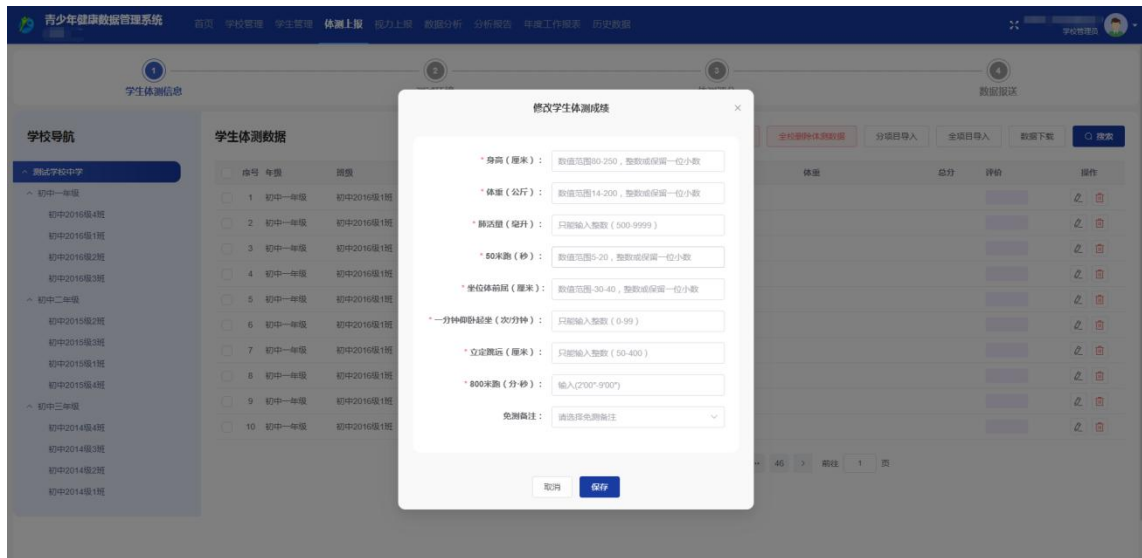 青少年健康数据管理系统
首页 学校管理 学生管理 体测上报 视力上报 数据分析 分析报告 年度工作报表 历史数据
学校管理员
1 2 3 4
学生体测信息
数据报送
修改学生体测成绩 ×
学校导航
学生体测数据
全校删除体测数据 分项目导入 全项目导入 数据下载 搜索
测试学校中学
初中一年级
初中2016级4班
初中2016级1班
初中2016级2班
初中2016级3班
初中二年级
初中2015级2班
初中2015级3班
初中2015级1班
初中2015级4班
初中三年级
初中2014级4班
初中2014级3班
初中2014级2班
初中2014级1班
序号 年级 班级 体重 总分 评价 操作
1 初中一年级 初中2016级1班
2 初中一年级 初中2016级1班
3 初中一年级 初中2016级1班
4 初中一年级 初中2016级1班
5 初中一年级 初中2016级1班
6 初中一年级 初中2016级1班
7 初中一年级 初中2016级1班
8 初中一年级 初中2016级1班
9 初中一年级 初中2016级1班
10 初中一年级 初中2016级1班
* 身高（厘米）： 数值范围80-250，整数或保留一位小数
* 体重（公斤）： 数值范围14-200，整数或保留一位小数
* 肺活量（毫升）： 只能输入整数（500-9999）
* 50米跑（秒）： 数值范围5-20，整数或保留一位小数
* 坐位体前屈（厘米）： 数值范围-30-40，整数或保留一位小数
* 一分钟仰卧起坐（次/分钟）： 只能输入整数（0-99）
* 立定跳远（厘米）： 只能输入整数（50-400）
* 800米跑（分·秒）： 输入(2'00"-9'00")
免测备注： 请选择免测备注
取消 保存
46 > 前往 1 页